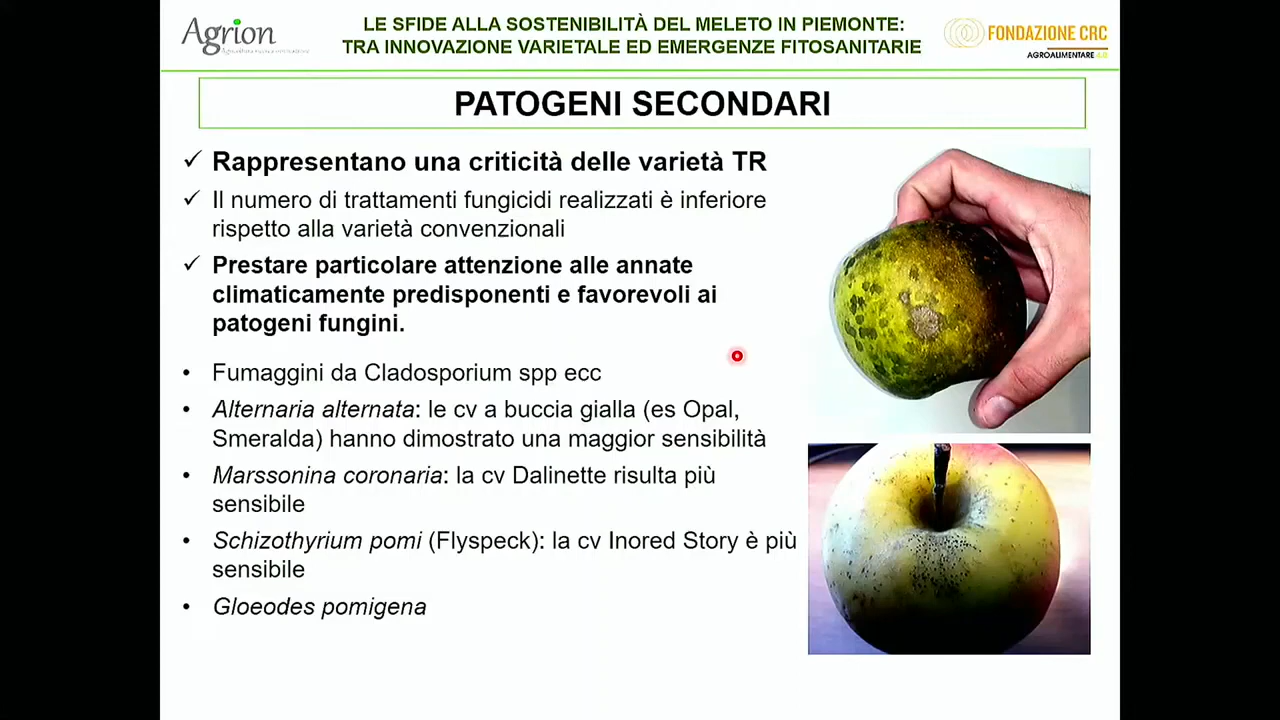 Agrion
LE SFIDE ALLA SOSTENIBILITÀ DEL MELETO IN PIEMONTE:
TRA INNOVAZIONE VARIETALE ED EMERGENZE FITOSANITARIE
FONDAZIONE CRC
AGROALIMENTARE 4.0
PATOGENI SECONDARI
✓ Rappresentano una criticità delle varietà TR
✓ Il numero di trattamenti fungicidi realizzati è inferiore
rispetto alla varietà convenzionali
✓ Prestare particolare attenzione alle annate
climaticamente predisponenti e favorevoli ai
patogeni fungini.
• Fumaggini da Cladosporium spp ecc
• Alternaria alternata: le cv a buccia gialla (es Opal,
Smeralda) hanno dimostrato una maggior sensibilità
• Marssonina coronaria: la cv Dalinette risulta più
sensibile
• Schizothyrium pomi (Flyspeck): la cv Inored Story è più
sensibile
• Gloeodes pomigena